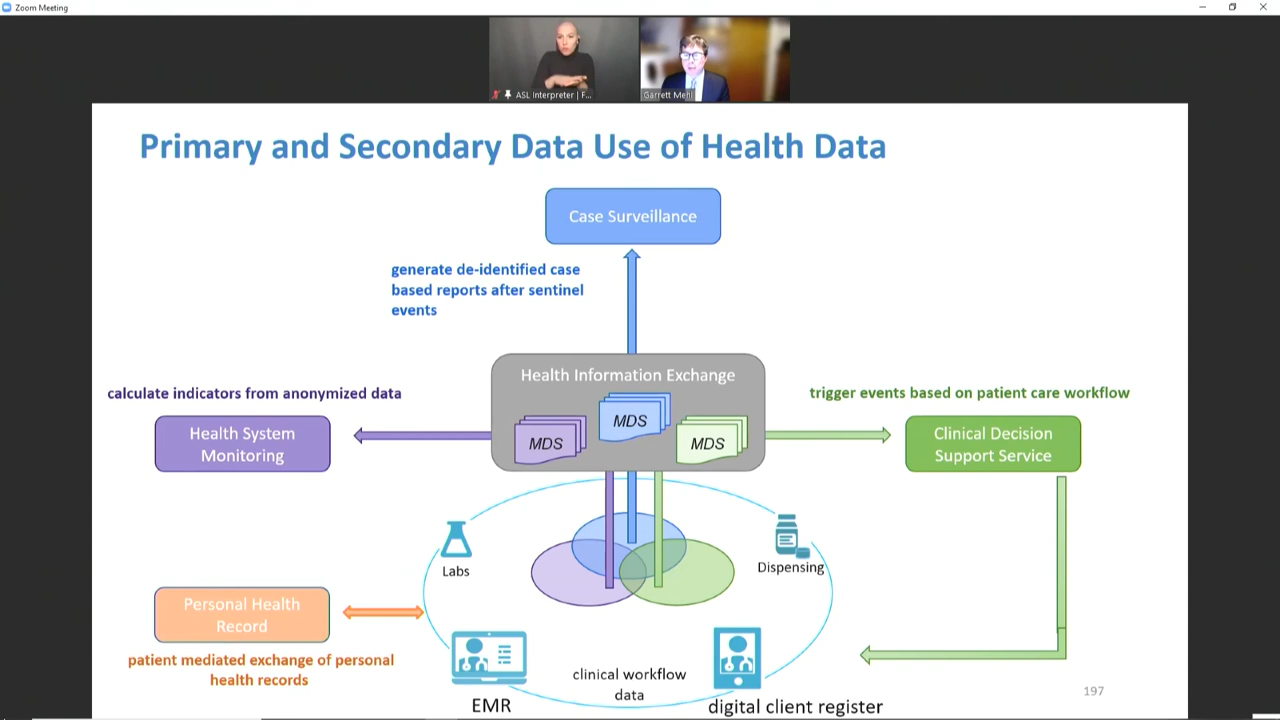 Zoom Meeting
ASL Interpreter | F...
Garrett Mehl
Primary and Secondary Data Use of Health Data
Case Surveillance
generate de-identified case
based reports after sentinel
events
Health Information Exchange
MDS
MDS
MDS
calculate indicators from anonymized data
Health System
Monitoring
trigger events based on patient care workflow
Clinical Decision
Support Service
Labs
Dispensing
Personal Health
Record
patient mediated exchange of personal
health records
EMR
clinical workflow
data
digital client register
197